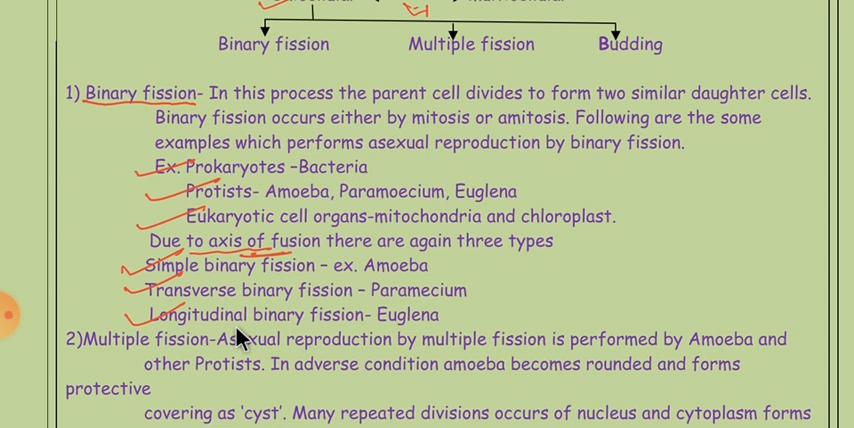 Binary fission Multiple fission Budding
1) Binary fission- In this process the parent cell divides to form two similar daughter cells.
Binary fission occurs either by mitosis or amitosis. Following are the some
examples which performs asexual reproduction by binary fission.
Ex. Prokaryotes –Bacteria
Protists- Amoeba, Paramoecium, Euglena
Eukaryotic cell organs-mitochondria and chloroplast.
Due to axis of fusion there are again three types
Simple binary fission – ex. Amoeba
Transverse binary fission – Paramecium
Longitudinal binary fission- Euglena
2)Multiple fission-Asexual reproduction by multiple fission is performed by Amoeba and
other Protists. In adverse condition amoeba becomes rounded and forms
protective
covering as ‘cyst’. Many repeated divisions occurs of nucleus and cytoplasm forms